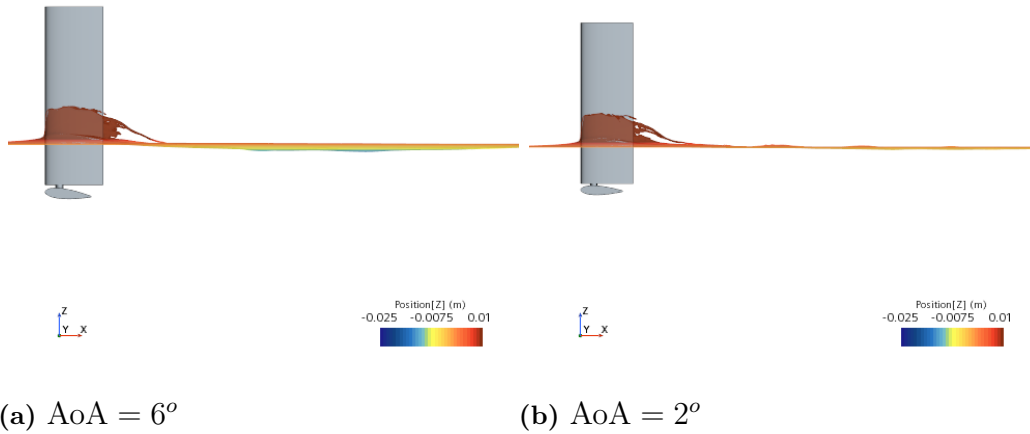 Position[Z] (m)
-0.025 -0.0075 0.01
Z
Y X
(a) AoA = 6°
Position[Z] (m)
-0.025 -0.0075 0.01
Z
Y X
(b) AoA = 2°